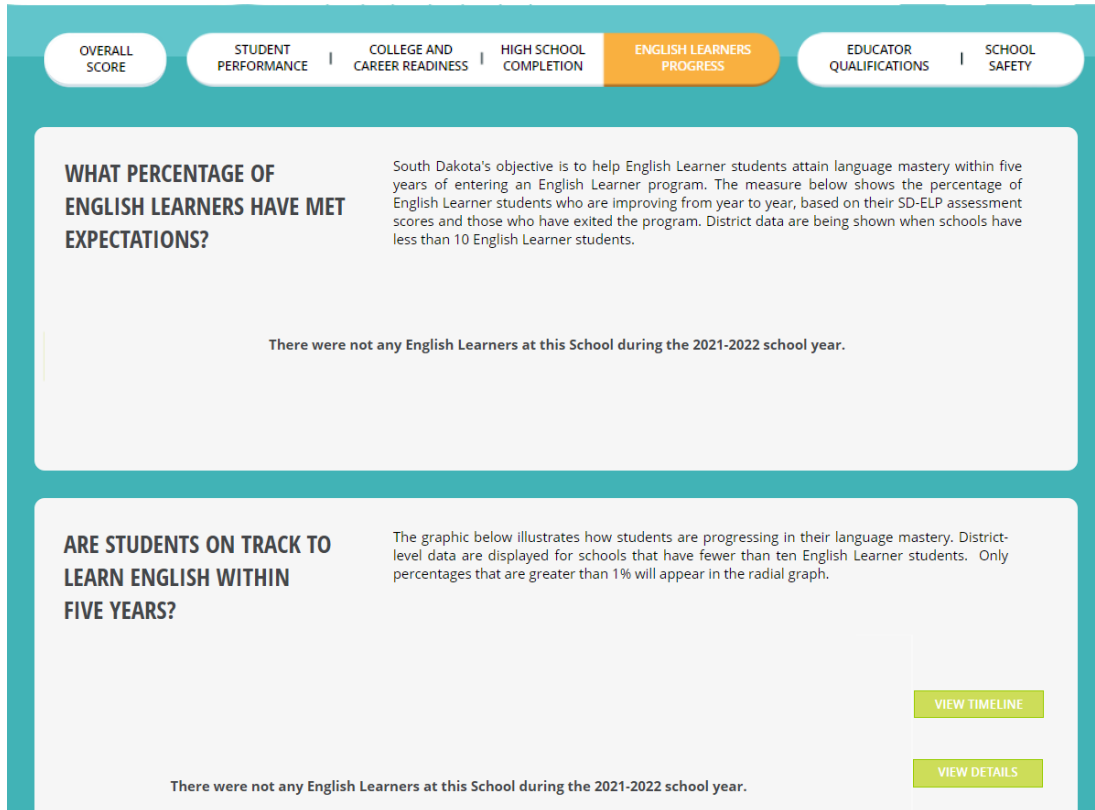 OVERALL
SCORE
STUDENT
PERFORMANCE
|
COLLEGE AND
CAREER READINESS
|
HIGH SCHOOL
COMPLETION
ENGLISH LEARNERS
PROGRESS
EDUCATOR
QUALIFICATIONS
|
SCHOOL
SAFETY
WHAT PERCENTAGE OF
ENGLISH LEARNERS HAVE MET
EXPECTATIONS?
South Dakota's objective is to help English Learner students attain language mastery within five
years of entering an English Learner program. The measure below shows the percentage of
English Learner students who are improving from year to year, based on their SD-ELP assessment
scores and those who have exited the program. District data are being shown when schools have
less than 10 English Learner students.
There were not any English Learners at this School during the 2021-2022 school year.
ARE STUDENTS ON TRACK TO
LEARN ENGLISH WITHIN
FIVE YEARS?
The graphic below illustrates how students are progressing in their language mastery. District-
level data are displayed for schools that have fewer than ten English Learner students. Only
percentages that are greater than 1% will appear in the radial graph.
VIEW TIMELINE
VIEW DETAILS
There were not any English Learners at this School during the 2021-2022 school year.